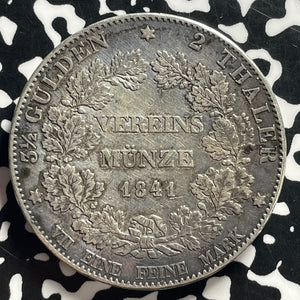 3½ GULDEN ★ 2 THALER
VEREINS
MÜNZE
1841
★ VII EINE FEINE MARK ★